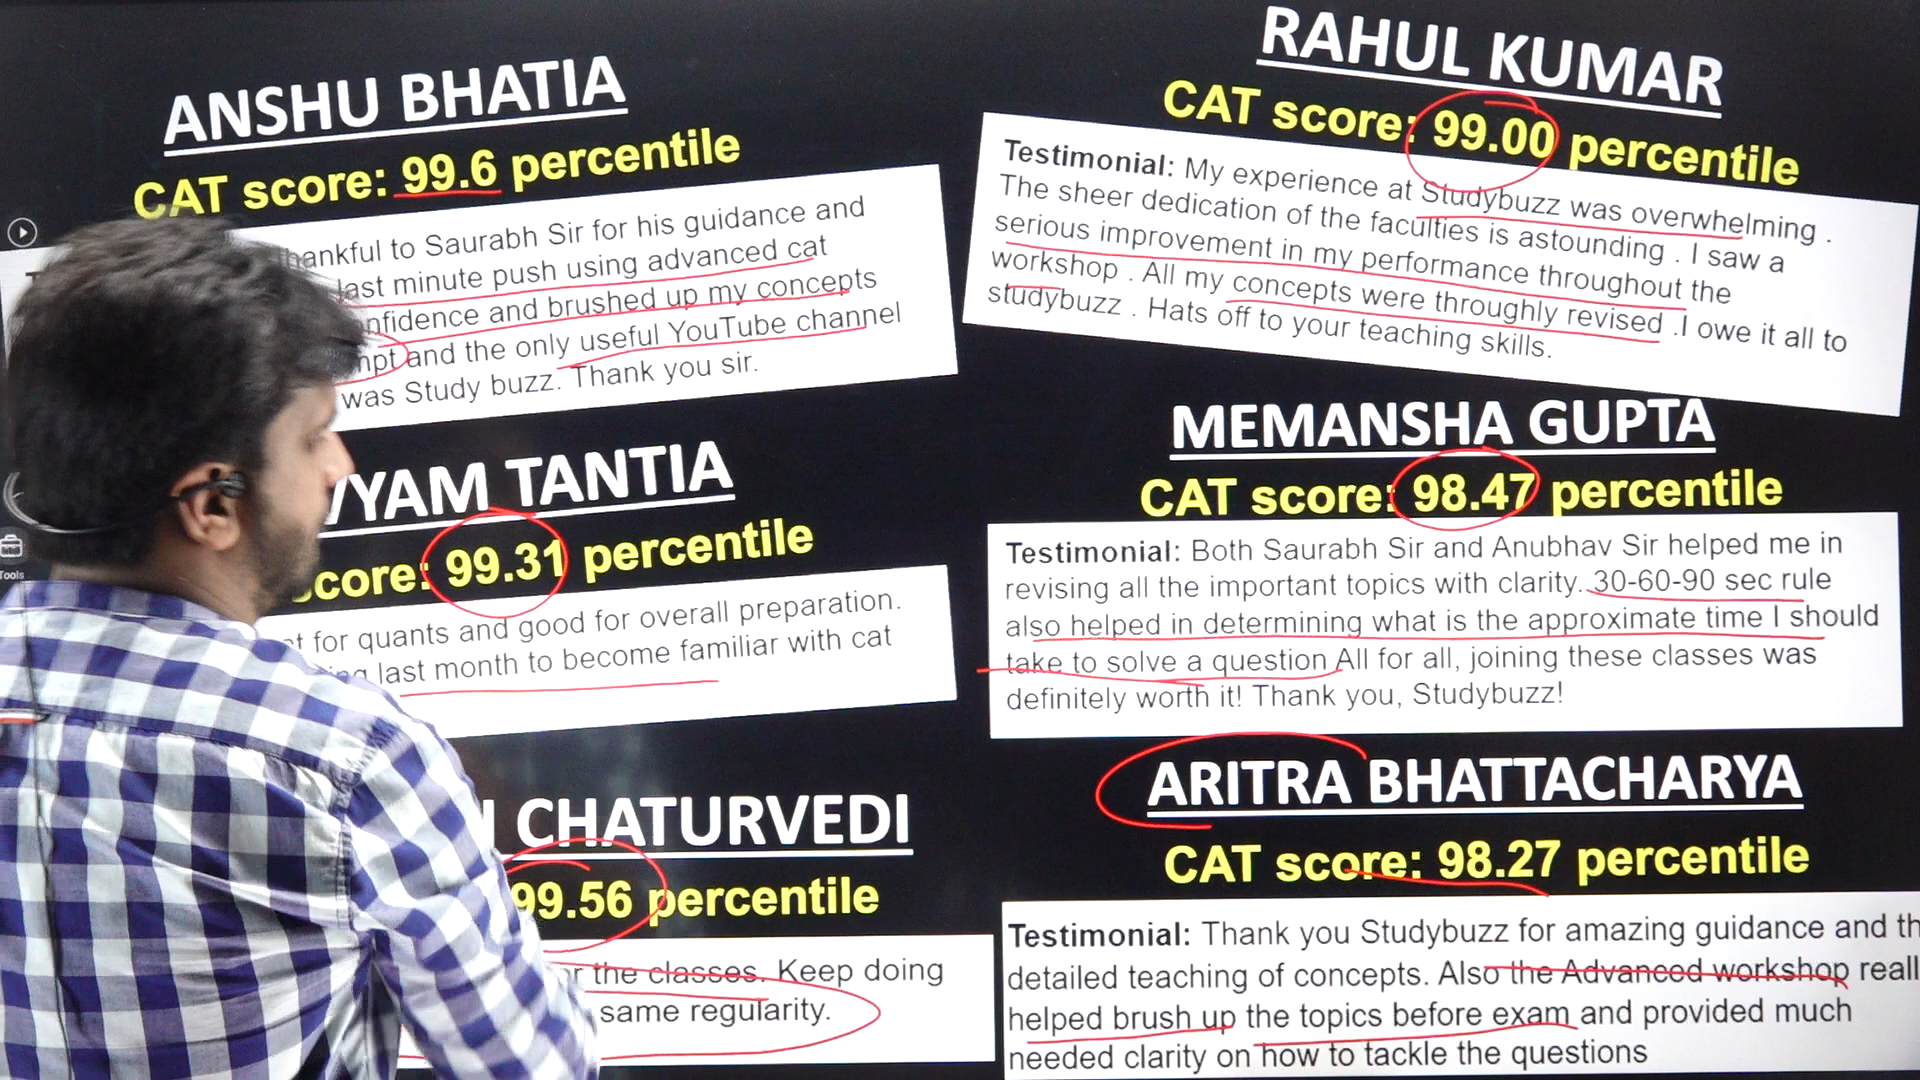 ANSHU BHATIA
CAT score: 99.6 percentile
thankful to Saurabh Sir for his guidance and
last minute push using advanced cat
and brushed up my concepts
and the only useful YouTube channel
was Study buzz. Thank you sir.
TANTIA
99.31 percentile
for quants and good for overall preparation.
last month to become familiar with cat
CHATURVEDI
99.56 percentile
the classes. Keep doing
same regularity.
Tools
RAHUL KUMAR
CAT score: 99.00 percentile
Testimonial: My experience at Studybuzz was overwhelming .
The sheer dedication of the faculties is astounding . I saw a
serious improvement in my performance throughout the
workshop . All my concepts were throughly revised .I owe it all to
studybuzz . Hats off to your teaching skills.
MEMANSHA GUPTA
CAT score: 98.47 percentile
Testimonial: Both Saurabh Sir and Anubhav Sir helped me in
revising all the important topics with clarity. 30-60-90 sec rule
also helped in determining what is the approximate time I should
take to solve a question All for all, joining these classes was
definitely worth it! Thank you, Studybuzz!
ARITRA BHATTACHARYA
CAT score: 98.27 percentile
Testimonial: Thank you Studybuzz for amazing guidance and th
detailed teaching of concepts. Also the Advanced workshop reall
helped brush up the topics before exam and provided much
needed clarity on how to tackle the questions